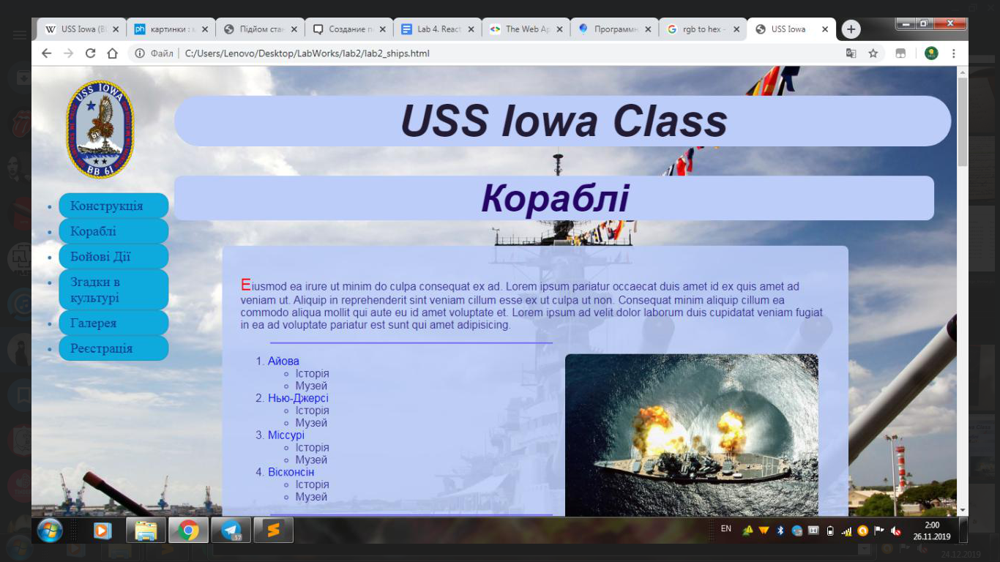 USS Iowa (B
картинки :
Підйом ста
Создание п
Lab 4. React
The Web Ap
Программ
rgb to hex -
USS Iowa
Файл C:/Users/Lenovo/Desktop/LabWorks/lab2/lab2_ships.html
USS IOWA
BB 61
USS Iowa Class
Кораблі
Конструкція
Кораблі
Бойові Дії
Згадки в
культурі
Галерея
Реєстрація
Eiusmod ea irure ut minim do culpa consequat ex ad. Lorem ipsum pariatur occaecat duis amet id ex quis amet ad
veniam ut. Aliquip in reprehenderit sint veniam cillum esse ex ut culpa ut non. Consequat minim aliquip cillum ea
commodo aliqua mollit qui aute eu id amet voluptate et. Lorem ipsum ad velit dolor laborum duis cupidatat veniam fugiat
in ea ad voluptate pariatur est sunt qui amet adipisicing.
1. Айова
Історія
Музей
2. Нью-Джерсі
Історія
Музей
3. Міссурі
Історія
Музей
4. Вісконсін
Історія
Музей
57
EN
2:00
26.11.2019
24.12.2019